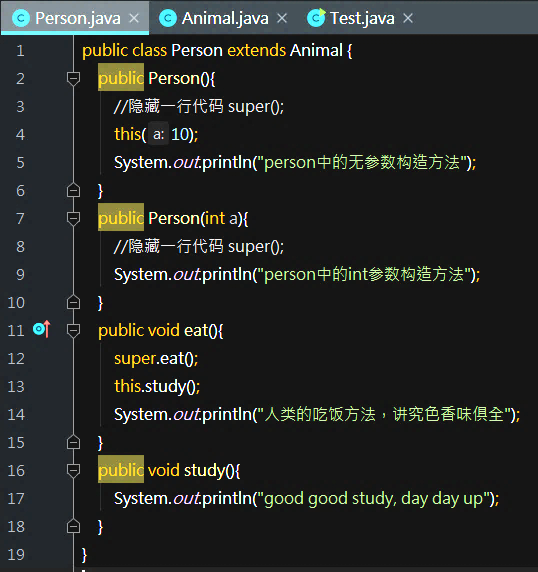 Person.java Animal.java Test.java
1 public class Person extends Animal {
2 public Person(){
3 //隐藏一行代码 super();
4 this( a: 10);
5 System.out.println("person中的无参数构造方法");
6 }
7 public Person(int a){
8 //隐藏一行代码 super();
9 System.out.println("person中的int参数构造方法");
10 }
11 public void eat(){
12 super.eat();
13 this.study();
14 System.out.println("人类的吃饭方法，讲究色香味俱全");
15 }
16 public void study(){
17 System.out.println("good good study, day day up");
18 }
19 }